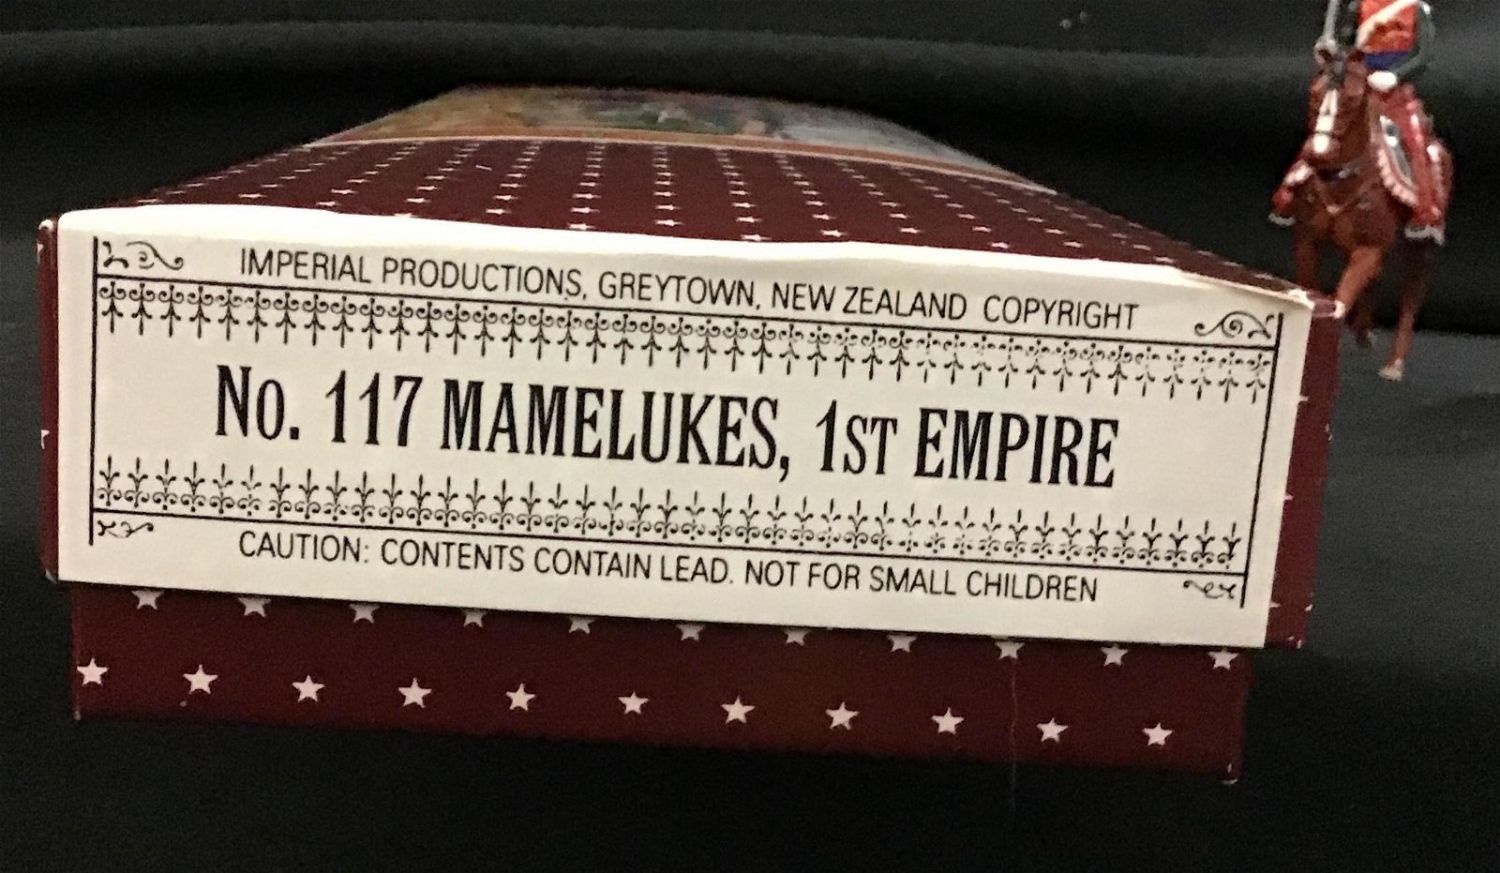 IMPERIAL PRODUCTIONS, GREYTOWN, NEW ZEALAND COPYRIGHT
No. 117 MAMELUKES, 1ST EMPIRE
CAUTION: CONTENTS CONTAIN LEAD. NOT FOR SMALL CHILDREN